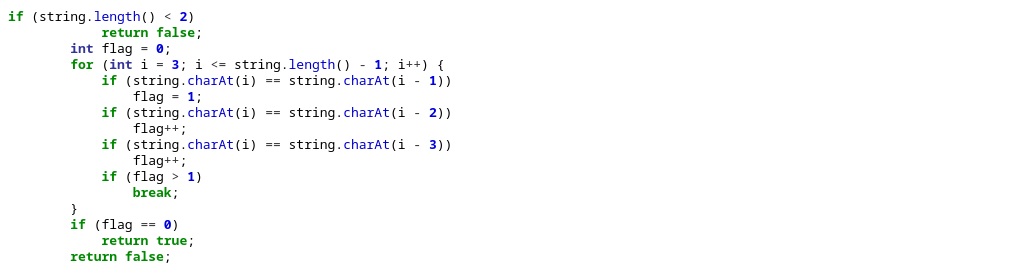 if (string.length() < 2)
            return false;
        int flag = 0;
        for (int i = 3; i <= string.length() - 1; i++) {
            if (string.charAt(i) == string.charAt(i - 1))
                flag = 1;
            if (string.charAt(i) == string.charAt(i - 2))
                flag++;
            if (string.charAt(i) == string.charAt(i - 3))
                flag++;
            if (flag > 1)
                break;
        }
        if (flag == 0)
            return true;
        return false;